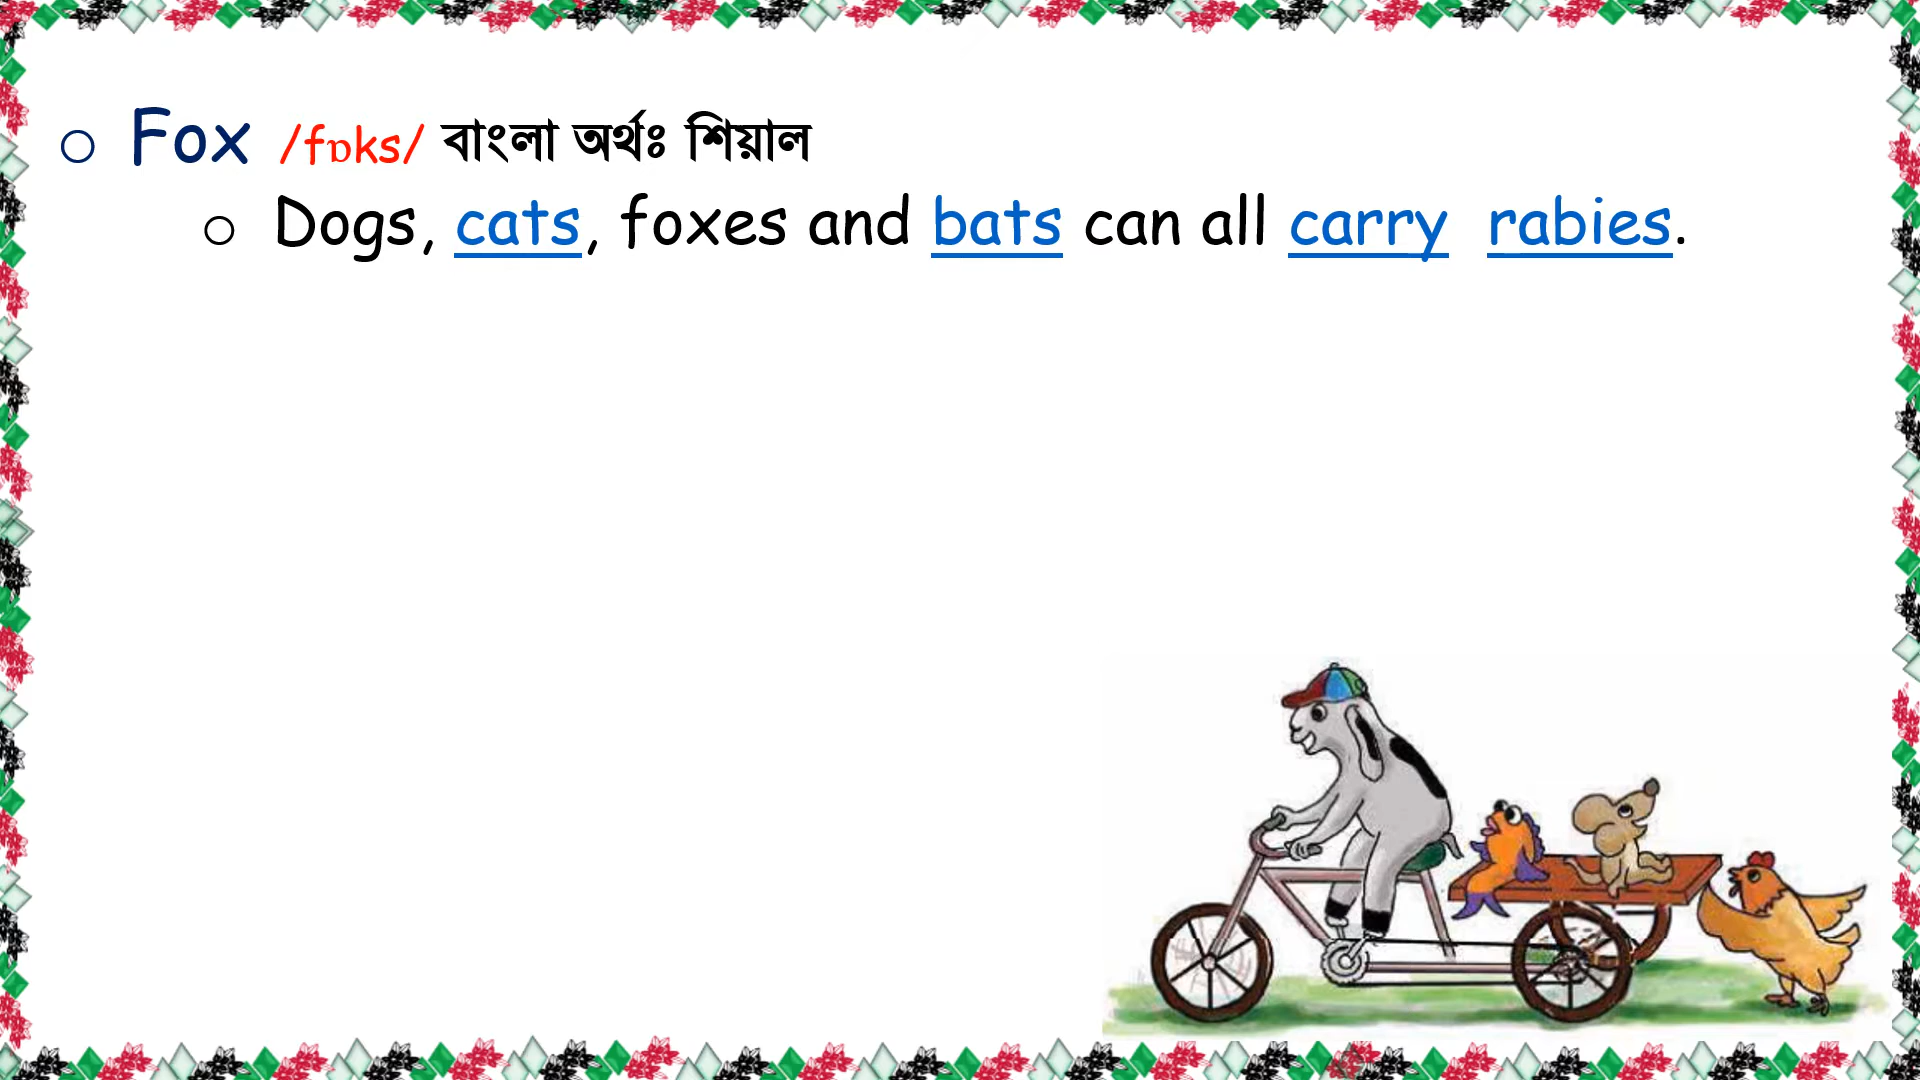 Fox /fɒks/ বাংলা অর্থঃ শিয়াল
Dogs, cats, foxes and bats can all carry rabies.